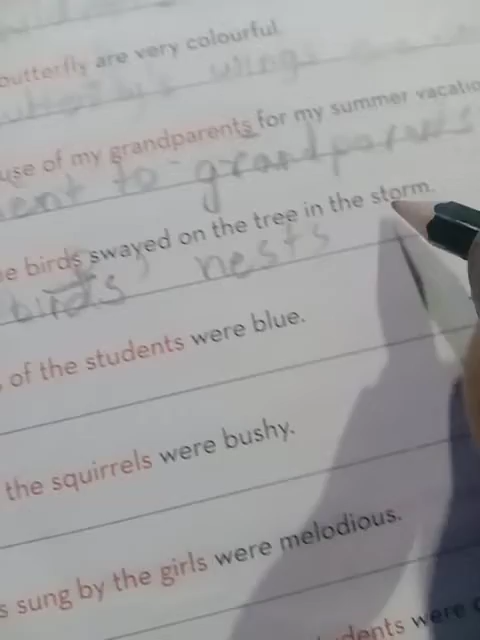 butterfly are very colourful.
wings
use of my grandparents for my summer vacatio
ent to grandparents
e birds swayed on the tree in the storm.
birds' nests
of the students were blue.
the squirrels were bushy.
s sung by the girls were melodious.
dents were